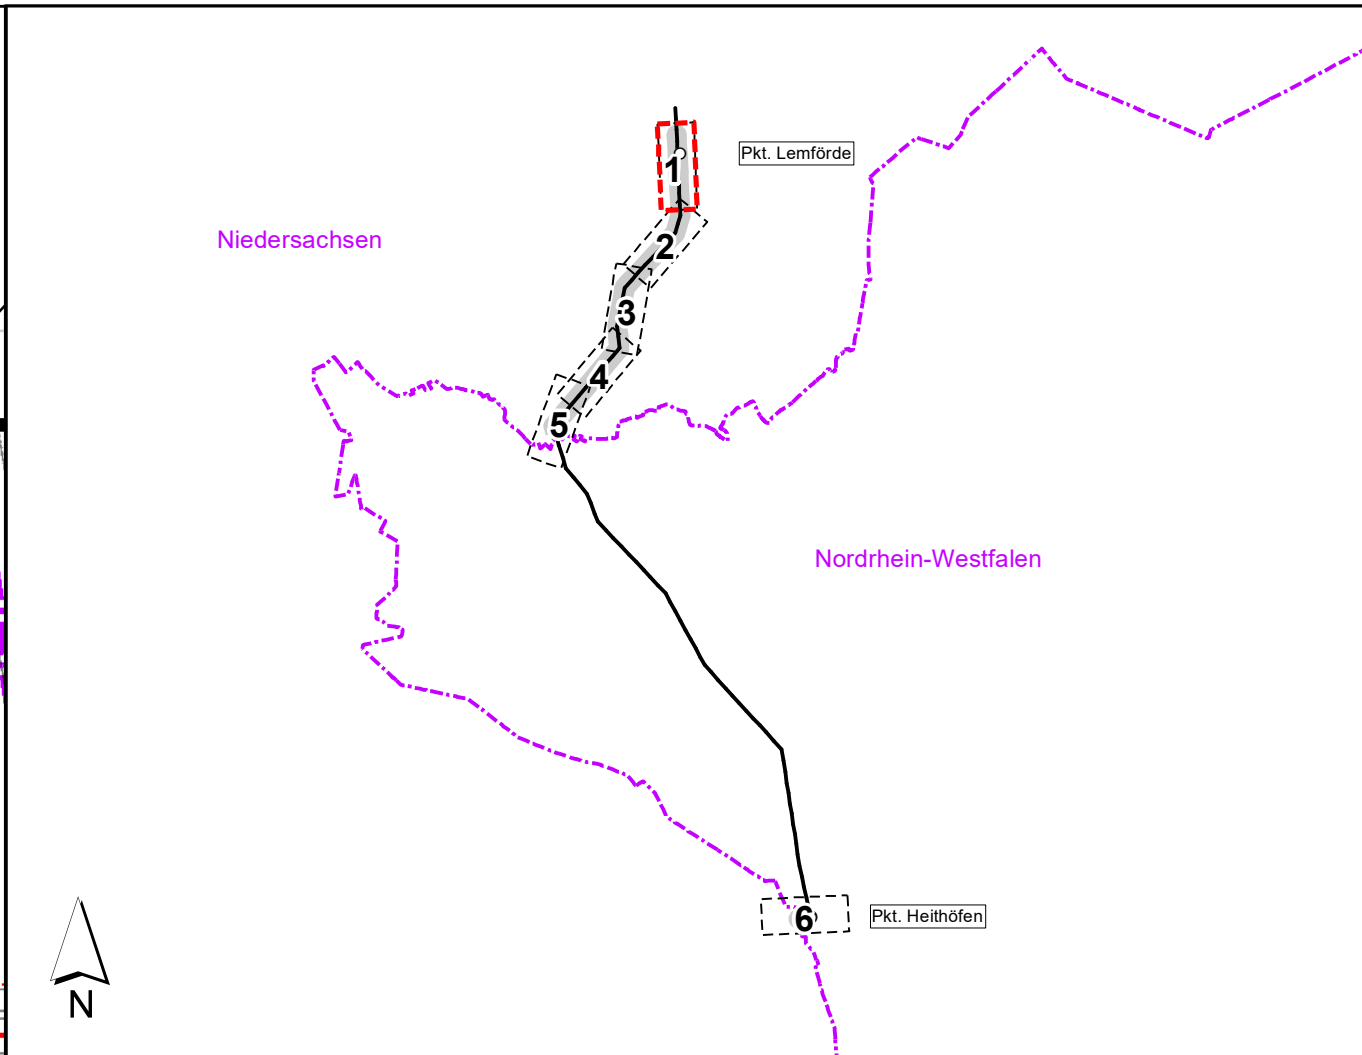 Pkt. Lemförde
1
Niedersachsen
2
3
4
5
Nordrhein-Westfalen
6
Pkt. Heithöfen
N